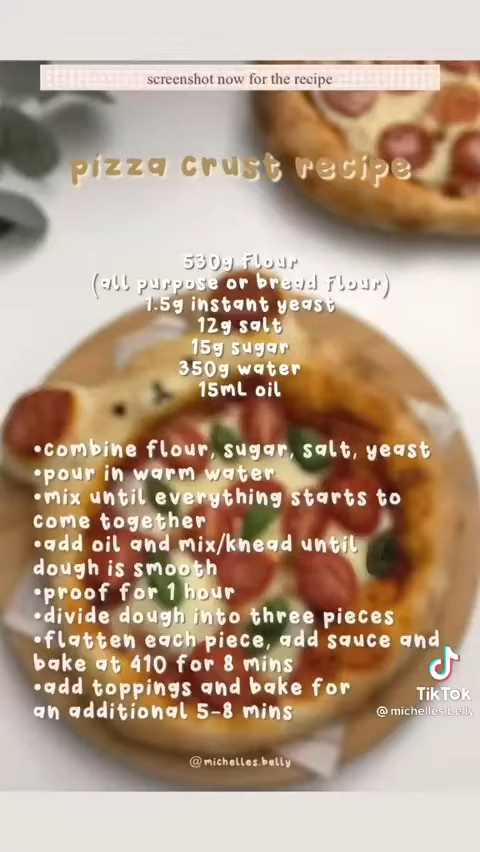 screenshot now for the recipe
pizza crust recipe
530g flour
(all purpose or bread flour)
1.5g instant yeast
12g salt
15g sugar
350g water
15mL oil
•combine flour, sugar, salt, yeast
•pour in warm water
•mix until everything starts to
come together
•add oil and mix/knead until
dough is smooth
•proof for 1 hour
•divide dough into three pieces
•flatten each piece, add sauce and
bake at 410 for 8 mins
•add toppings and bake for
an additional 5-8 mins
TikTok
@michelles.belly
@michelles.belly